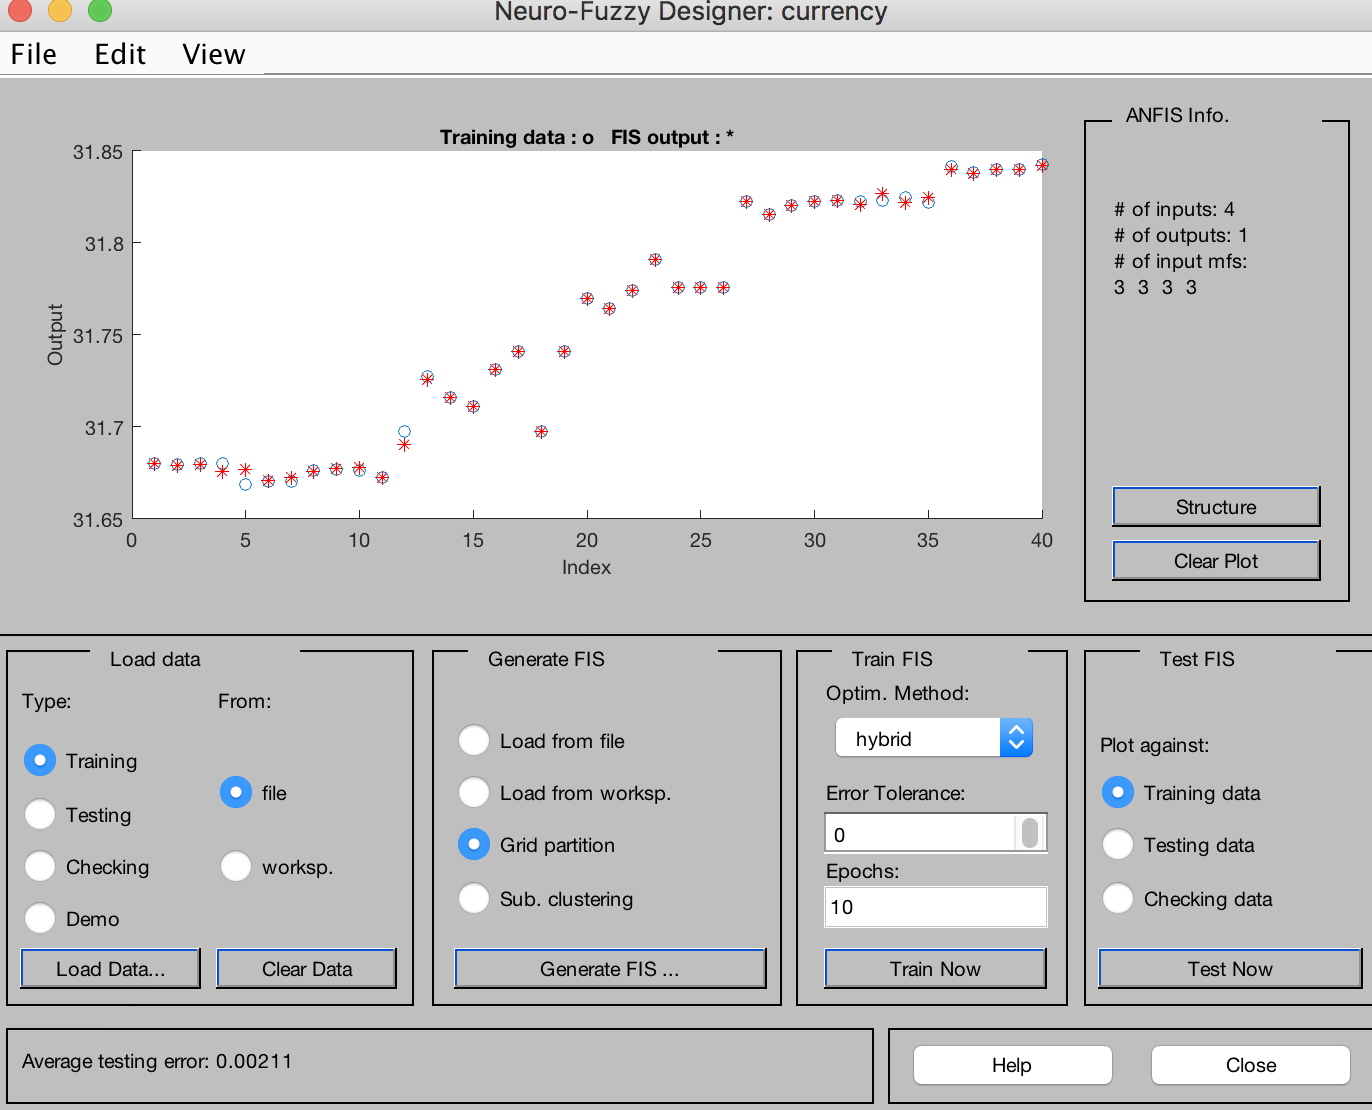 Neuro-Fuzzy Designer: currency
File Edit View
Training data : o FIS output : *
31.85
31.8
31.75
31.7
31.65
Output
0 5 10 15 20 25 30 35 40
Index
ANFIS Info.
# of inputs: 4
# of outputs: 1
# of input mfs:
3 3 3 3
Structure
Clear Plot
Load data
Type: From:
Training
file
Testing
Checking
worksp.
Demo
Load Data... Clear Data
Generate FIS
Load from file
Load from worksp.
Grid partition
Sub. clustering
Generate FIS ...
Train FIS
Optim. Method:
hybrid
Error Tolerance:
0
Epochs:
10
Train Now
Test FIS
Plot against:
Training data
Testing data
Checking data
Test Now
Average testing error: 0.00211
Help Close